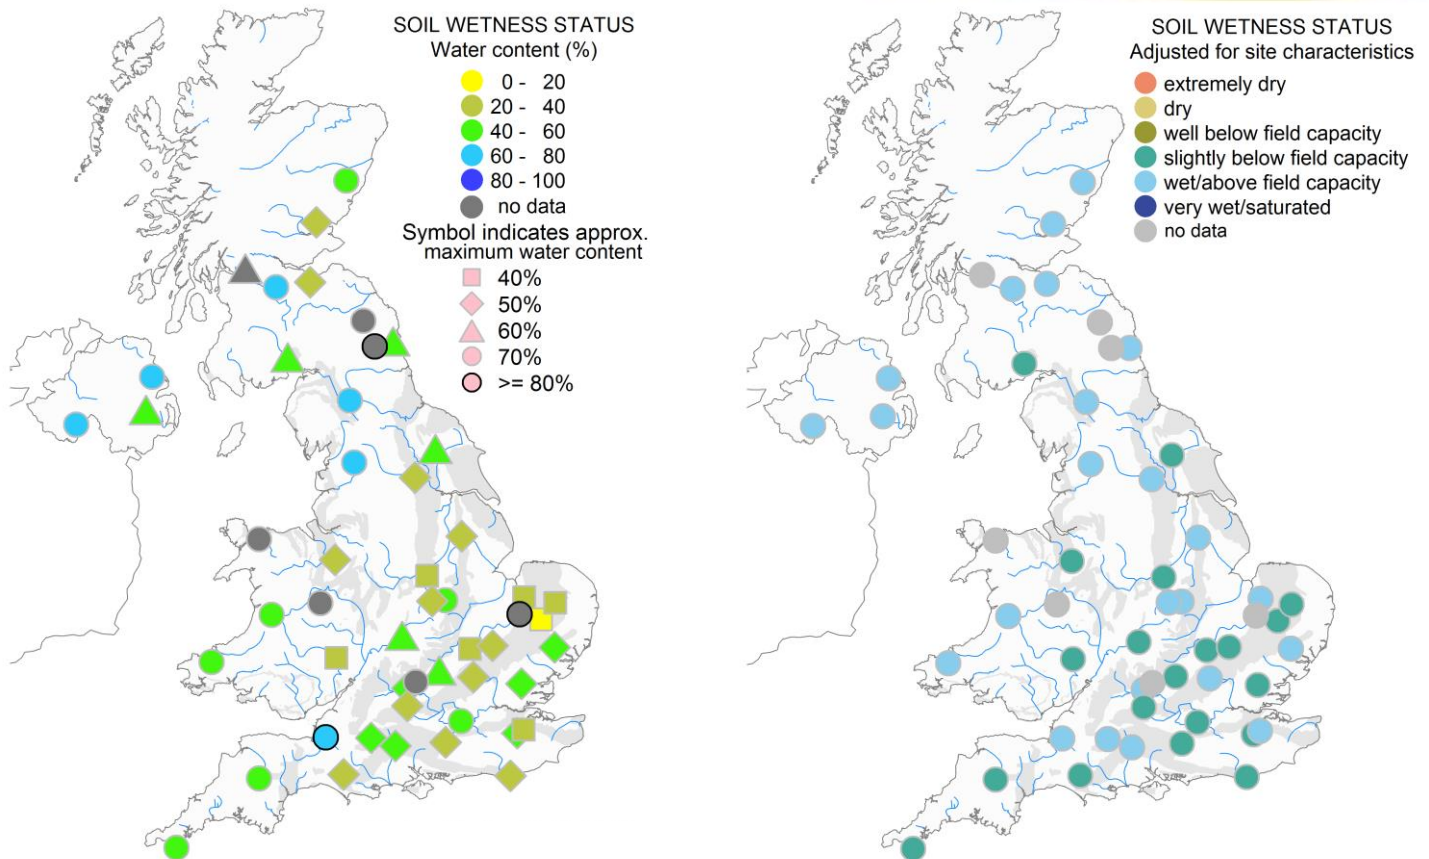 SOIL WETNESS STATUS
Water content (%)
0 - 20
20 - 40
40 - 60
60 - 80
80 - 100
no data
Symbol indicates approx.
maximum water content
40%
50%
60%
70%
>= 80%
SOIL WETNESS STATUS
Adjusted for site characteristics
extremely dry
dry
well below field capacity
slightly below field capacity
wet/above field capacity
very wet/saturated
no data